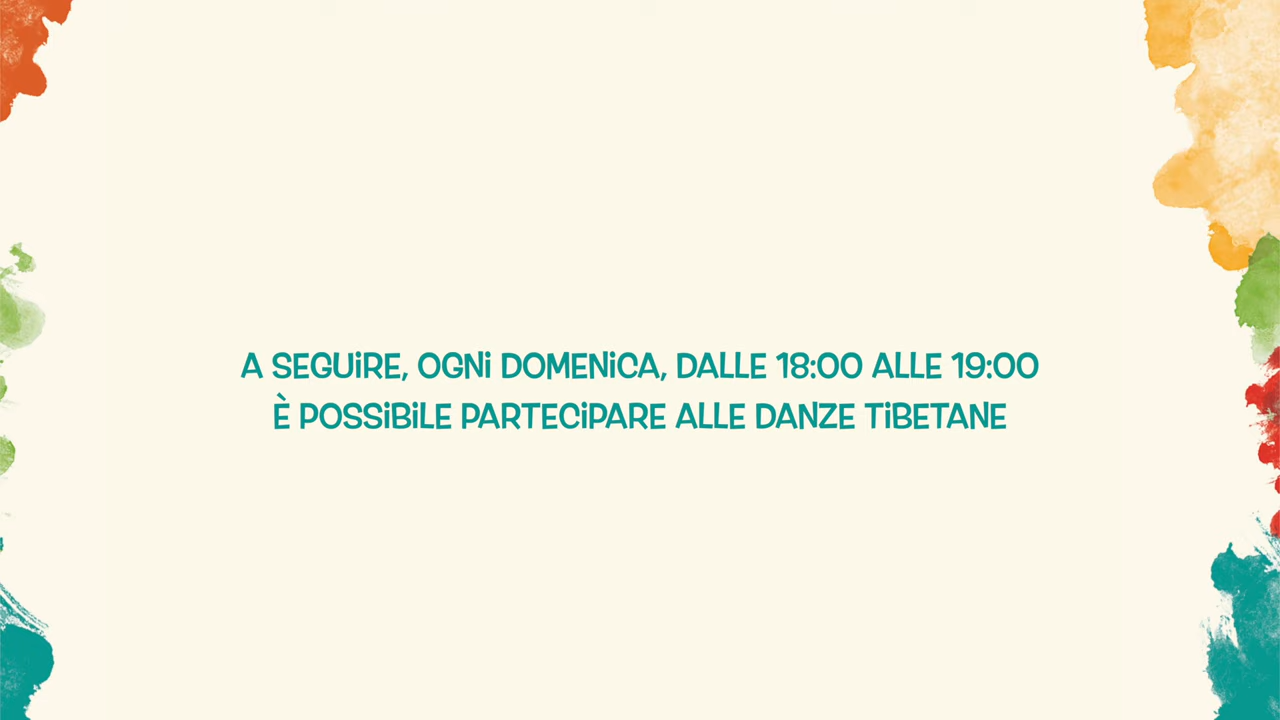 A SEGUIRE, OGNI DOMENICA, DALLE 18:00 ALLE 19:00
È POSSIBILE PARTECIPARE ALLE DANZE TIBETANE